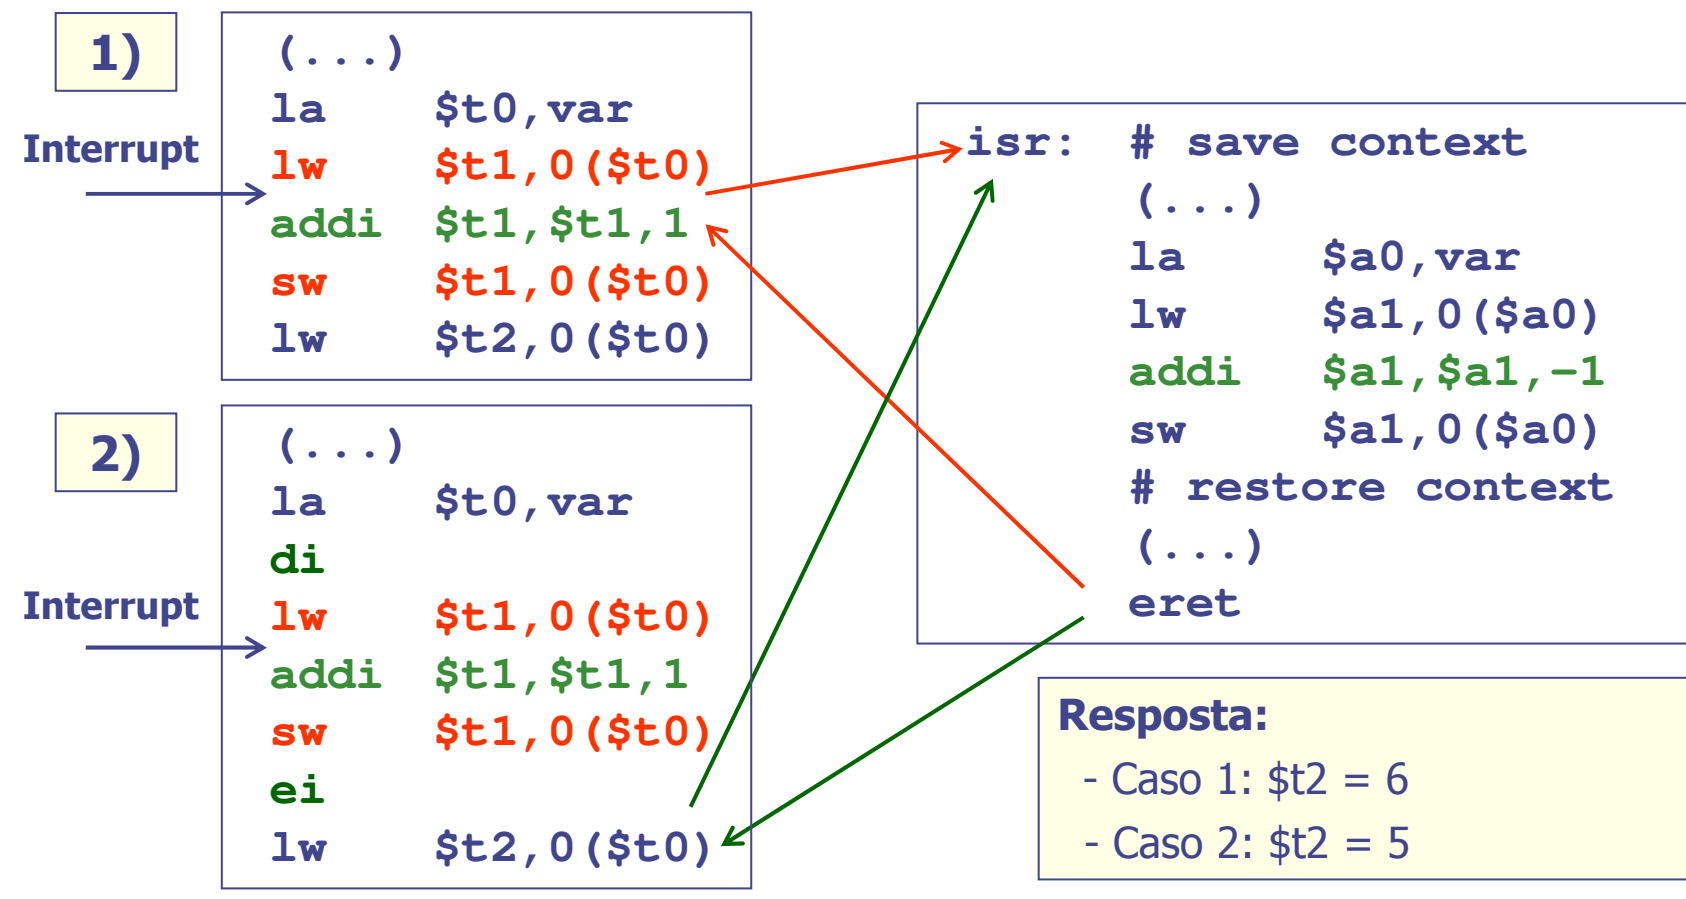 1)
(...)
la $t0,var
Interrupt
lw $t1,0($t0)
addi $t1,$t1,1
sw $t1,0($t0)
lw $t2,0($t0)
2)
(...)
la $t0,var
di
Interrupt
lw $t1,0($t0)
addi $t1,$t1,1
sw $t1,0($t0)
ei
lw $t2,0($t0)
isr: # save context
(...)
la $a0,var
lw $a1,0($a0)
addi $a1,$a1,-1
sw $a1,0($a0)
# restore context
(...)
eret
Resposta:
- Caso 1: $t2 = 6
- Caso 2: $t2 = 5